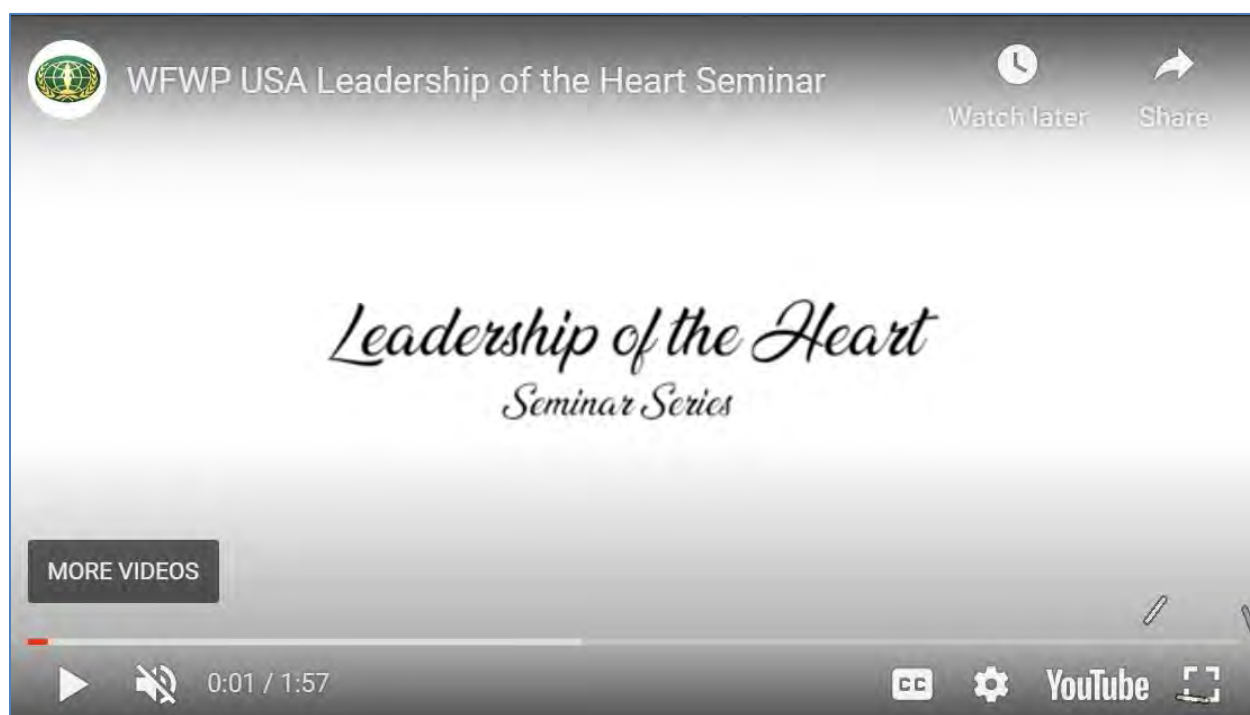 WFWP USA Leadership of the Heart Seminar
Watch later
Share
Leadership of the Heart
Seminar Series
MORE VIDEOS
0:01 / 1:57
CC
YouTube